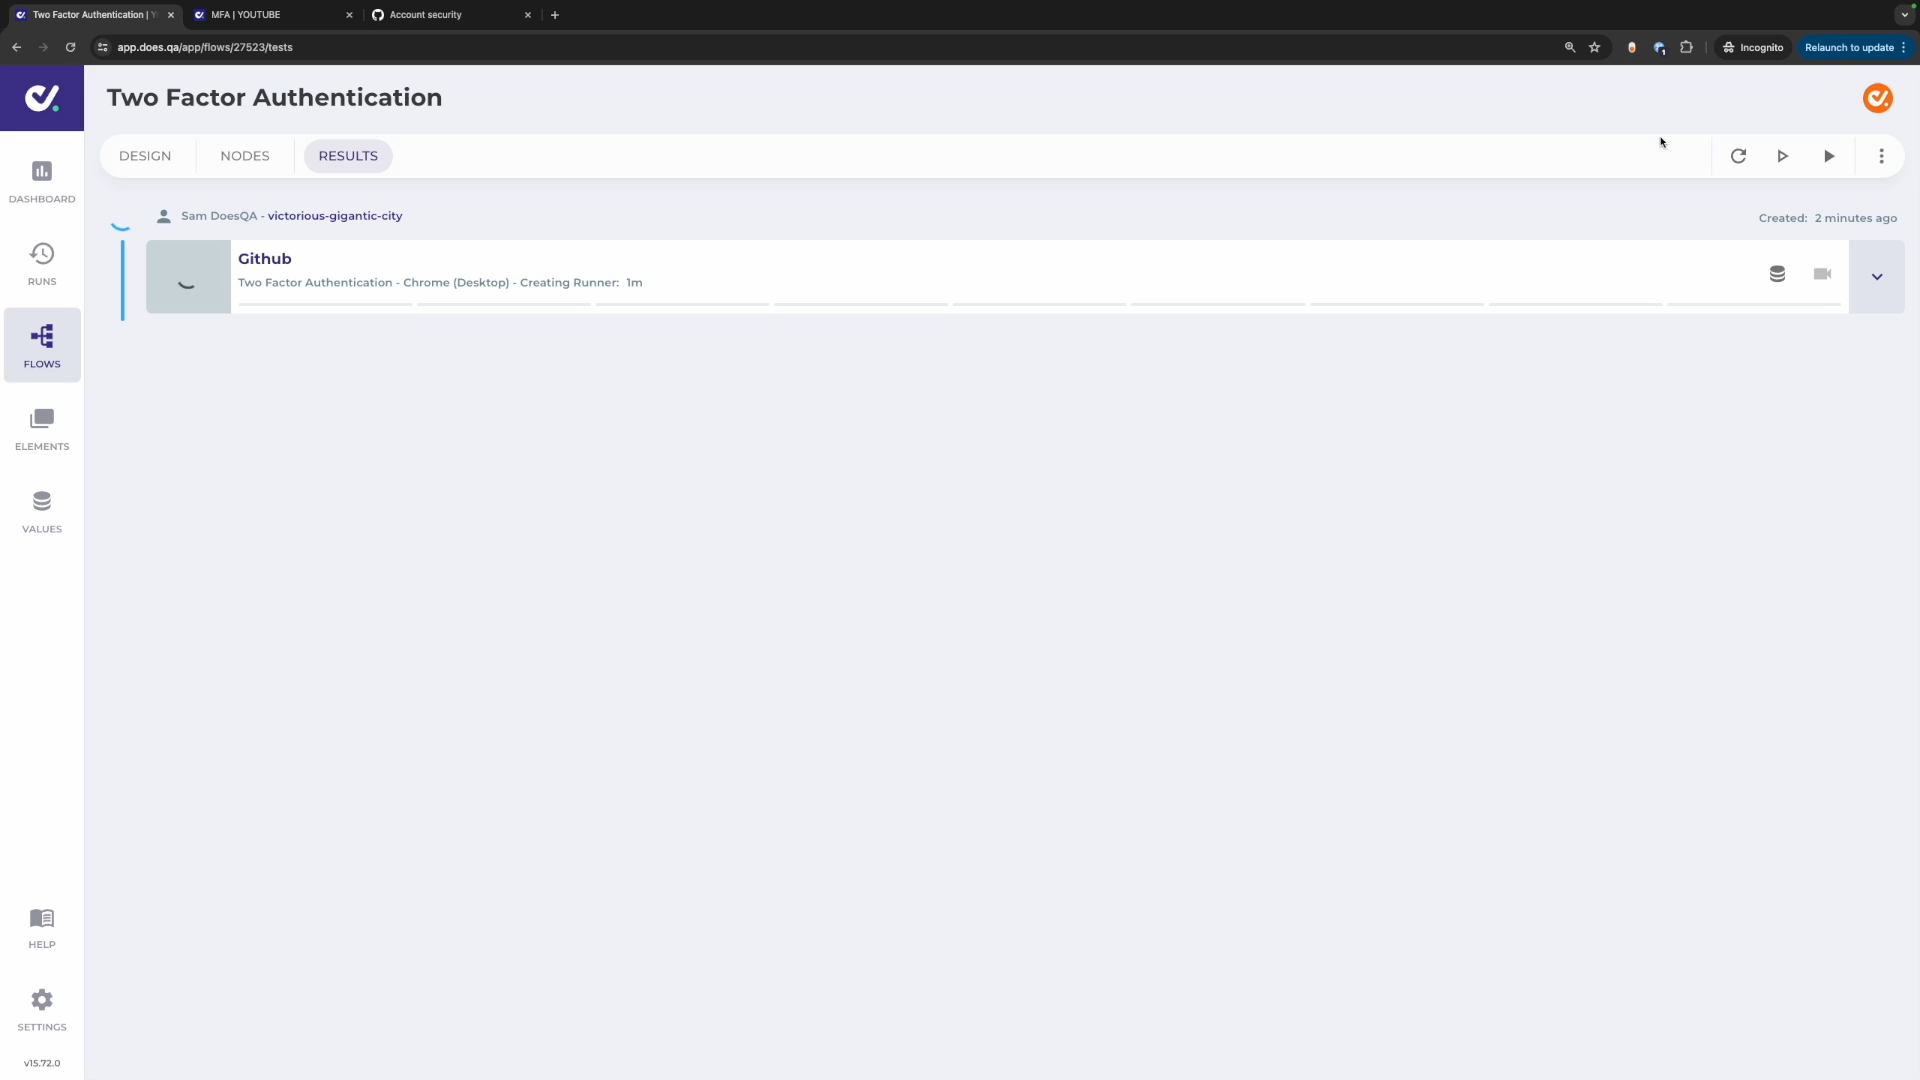 Two Factor Authentication | Y
MFA | YOUTUBE
Account security
app.does.qa/app/flows/27523/tests
Incognito
Relaunch to update
Two Factor Authentication
DESIGN
NODES
RESULTS
DASHBOARD
RUNS
FLOWS
ELEMENTS
VALUES
HELP
SETTINGS
v15.72.0
Sam DoesQA - victorious-gigantic-city
Created: 2 minutes ago
Github
Two Factor Authentication - Chrome (Desktop) - Creating Runner: 1m